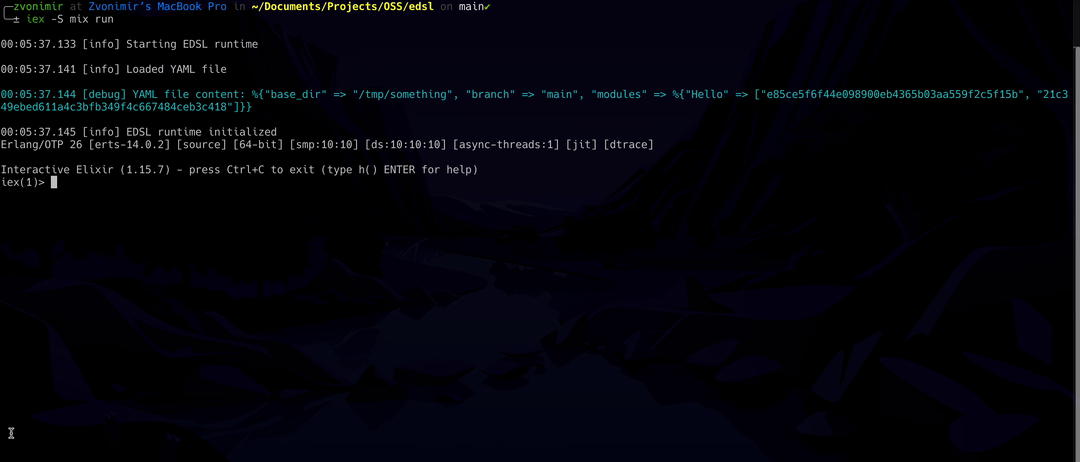 ╭─zvonimir at Zvonimir’s MacBook Pro in ~/Documents/Projects/OSS/edsl on main✔
╰─± iex -S mix run
00:05:37.133 [info] Starting EDSL runtime
00:05:37.141 [info] Loaded YAML file
00:05:37.144 [debug] YAML file content: %{"base_dir" => "/tmp/something", "branch" => "main", "modules" => %{"Hello" => ["e85ce5f6f44e098900eb4365b03aa559f2c5f15b", "21c3
49ebed611a4c3bfb349f4c667484ceb3c418"]}}
00:05:37.145 [info] EDSL runtime initialized
Erlang/OTP 26 [erts-14.0.2] [source] [64-bit] [smp:10:10] [ds:10:10:10] [async-threads:1] [jit] [dtrace]
Interactive Elixir (1.15.7) - press Ctrl+C to exit (type h() ENTER for help)
iex(1)>